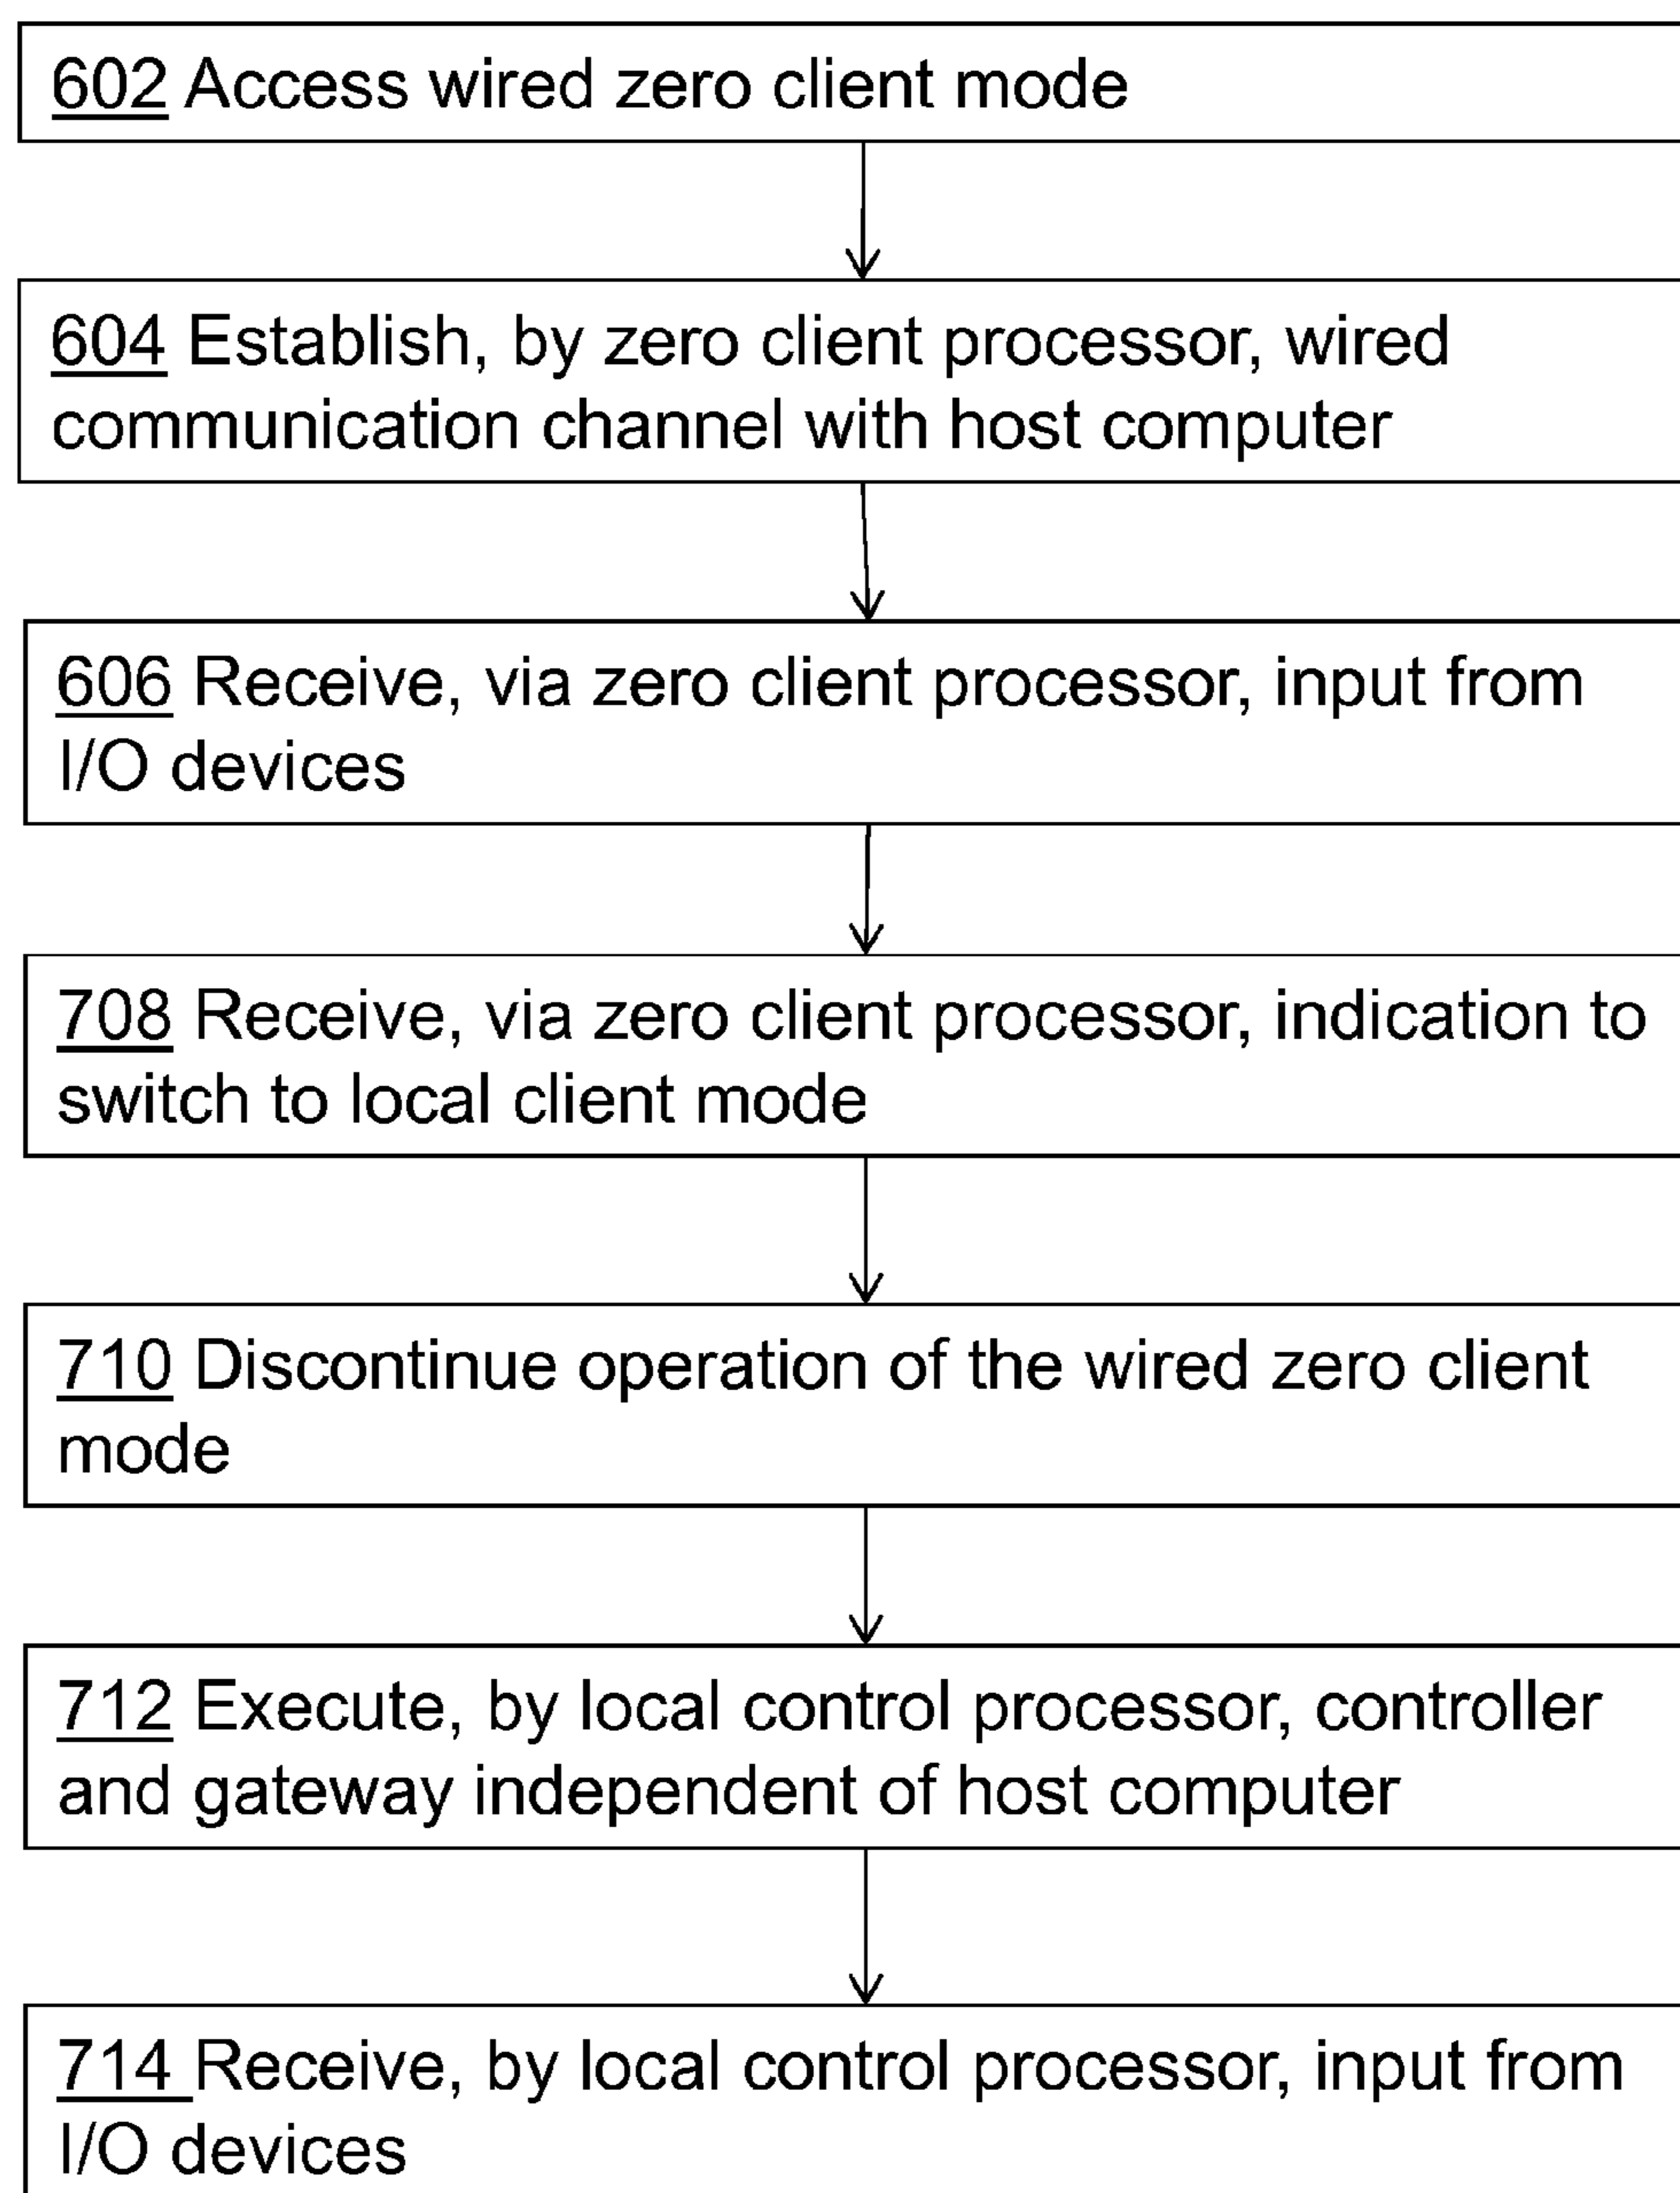 602 Access wired zero client mode
604 Establish, by zero client processor, wired
communication channel with host computer
606 Receive, via zero client processor, input from
I/O devices
708 Receive, via zero client processor, indication to
switch to local client mode
710 Discontinue operation of the wired zero client
mode
712 Execute, by local control processor, controller
and gateway independent of host computer
714 Receive, by local control processor, input from
I/O devices